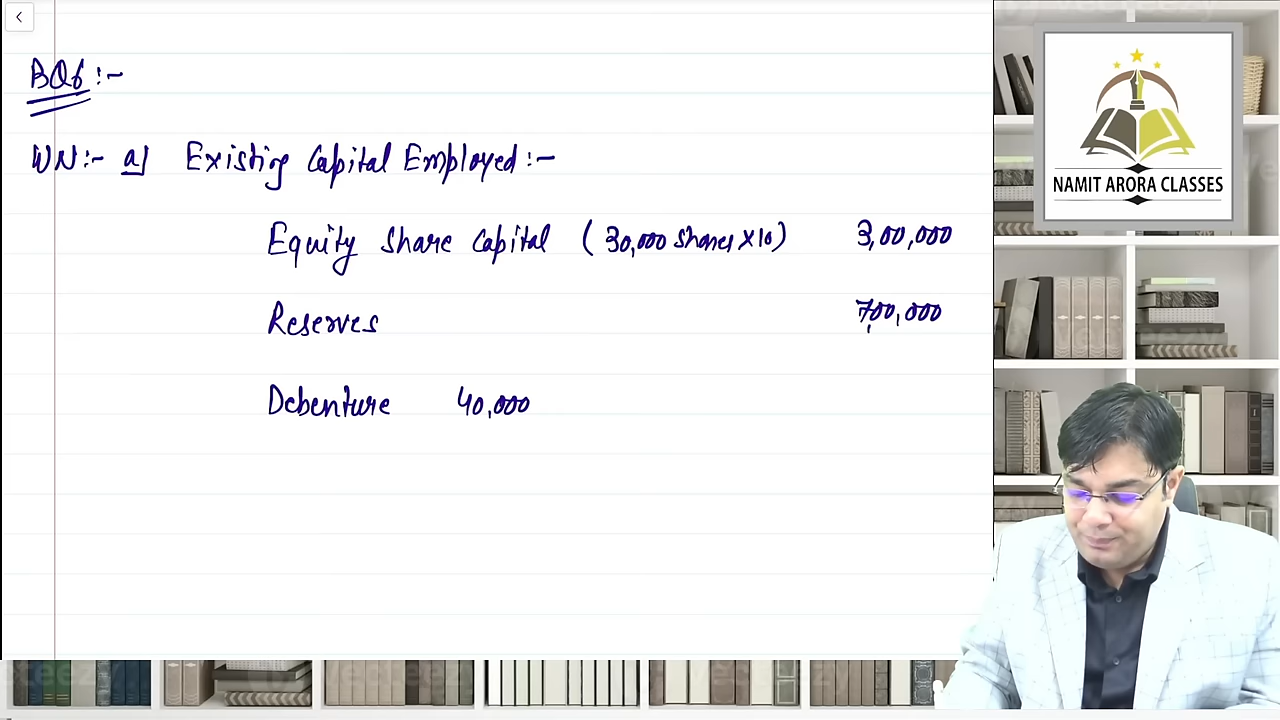 BQ6 :-
WN:- a) Existing Capital Employed :-
Equity Share Capital ( 30,000 Shares X10) 3,00,000
Reserves 7,00,000
Debenture 40,000
NAMIT ARORA CLASSES